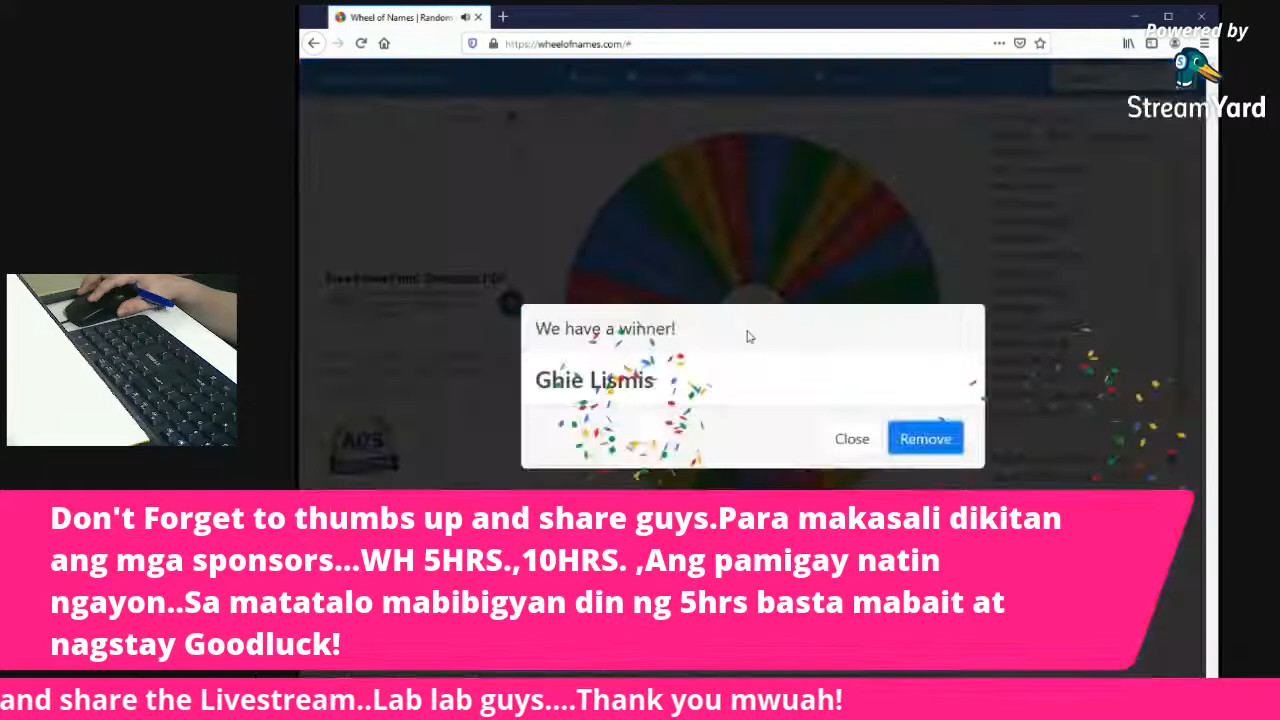 Wheel of Names | Random
https://wheelofnames.com/#
Powered by
StreamYard
We have a winner!
Ghie Lismis
Close
Remove
ADS
Don't Forget to thumbs up and share guys.Para makasali dikitan
ang mga sponsors...WH 5HRS.,10HRS. ,Ang pamigay natin
ngayon..Sa matatalo mabibigyan din ng 5hrs basta mabait at
nagstay Goodluck!
and share the Livestream..Lab lab guys....Thank you mwuah!